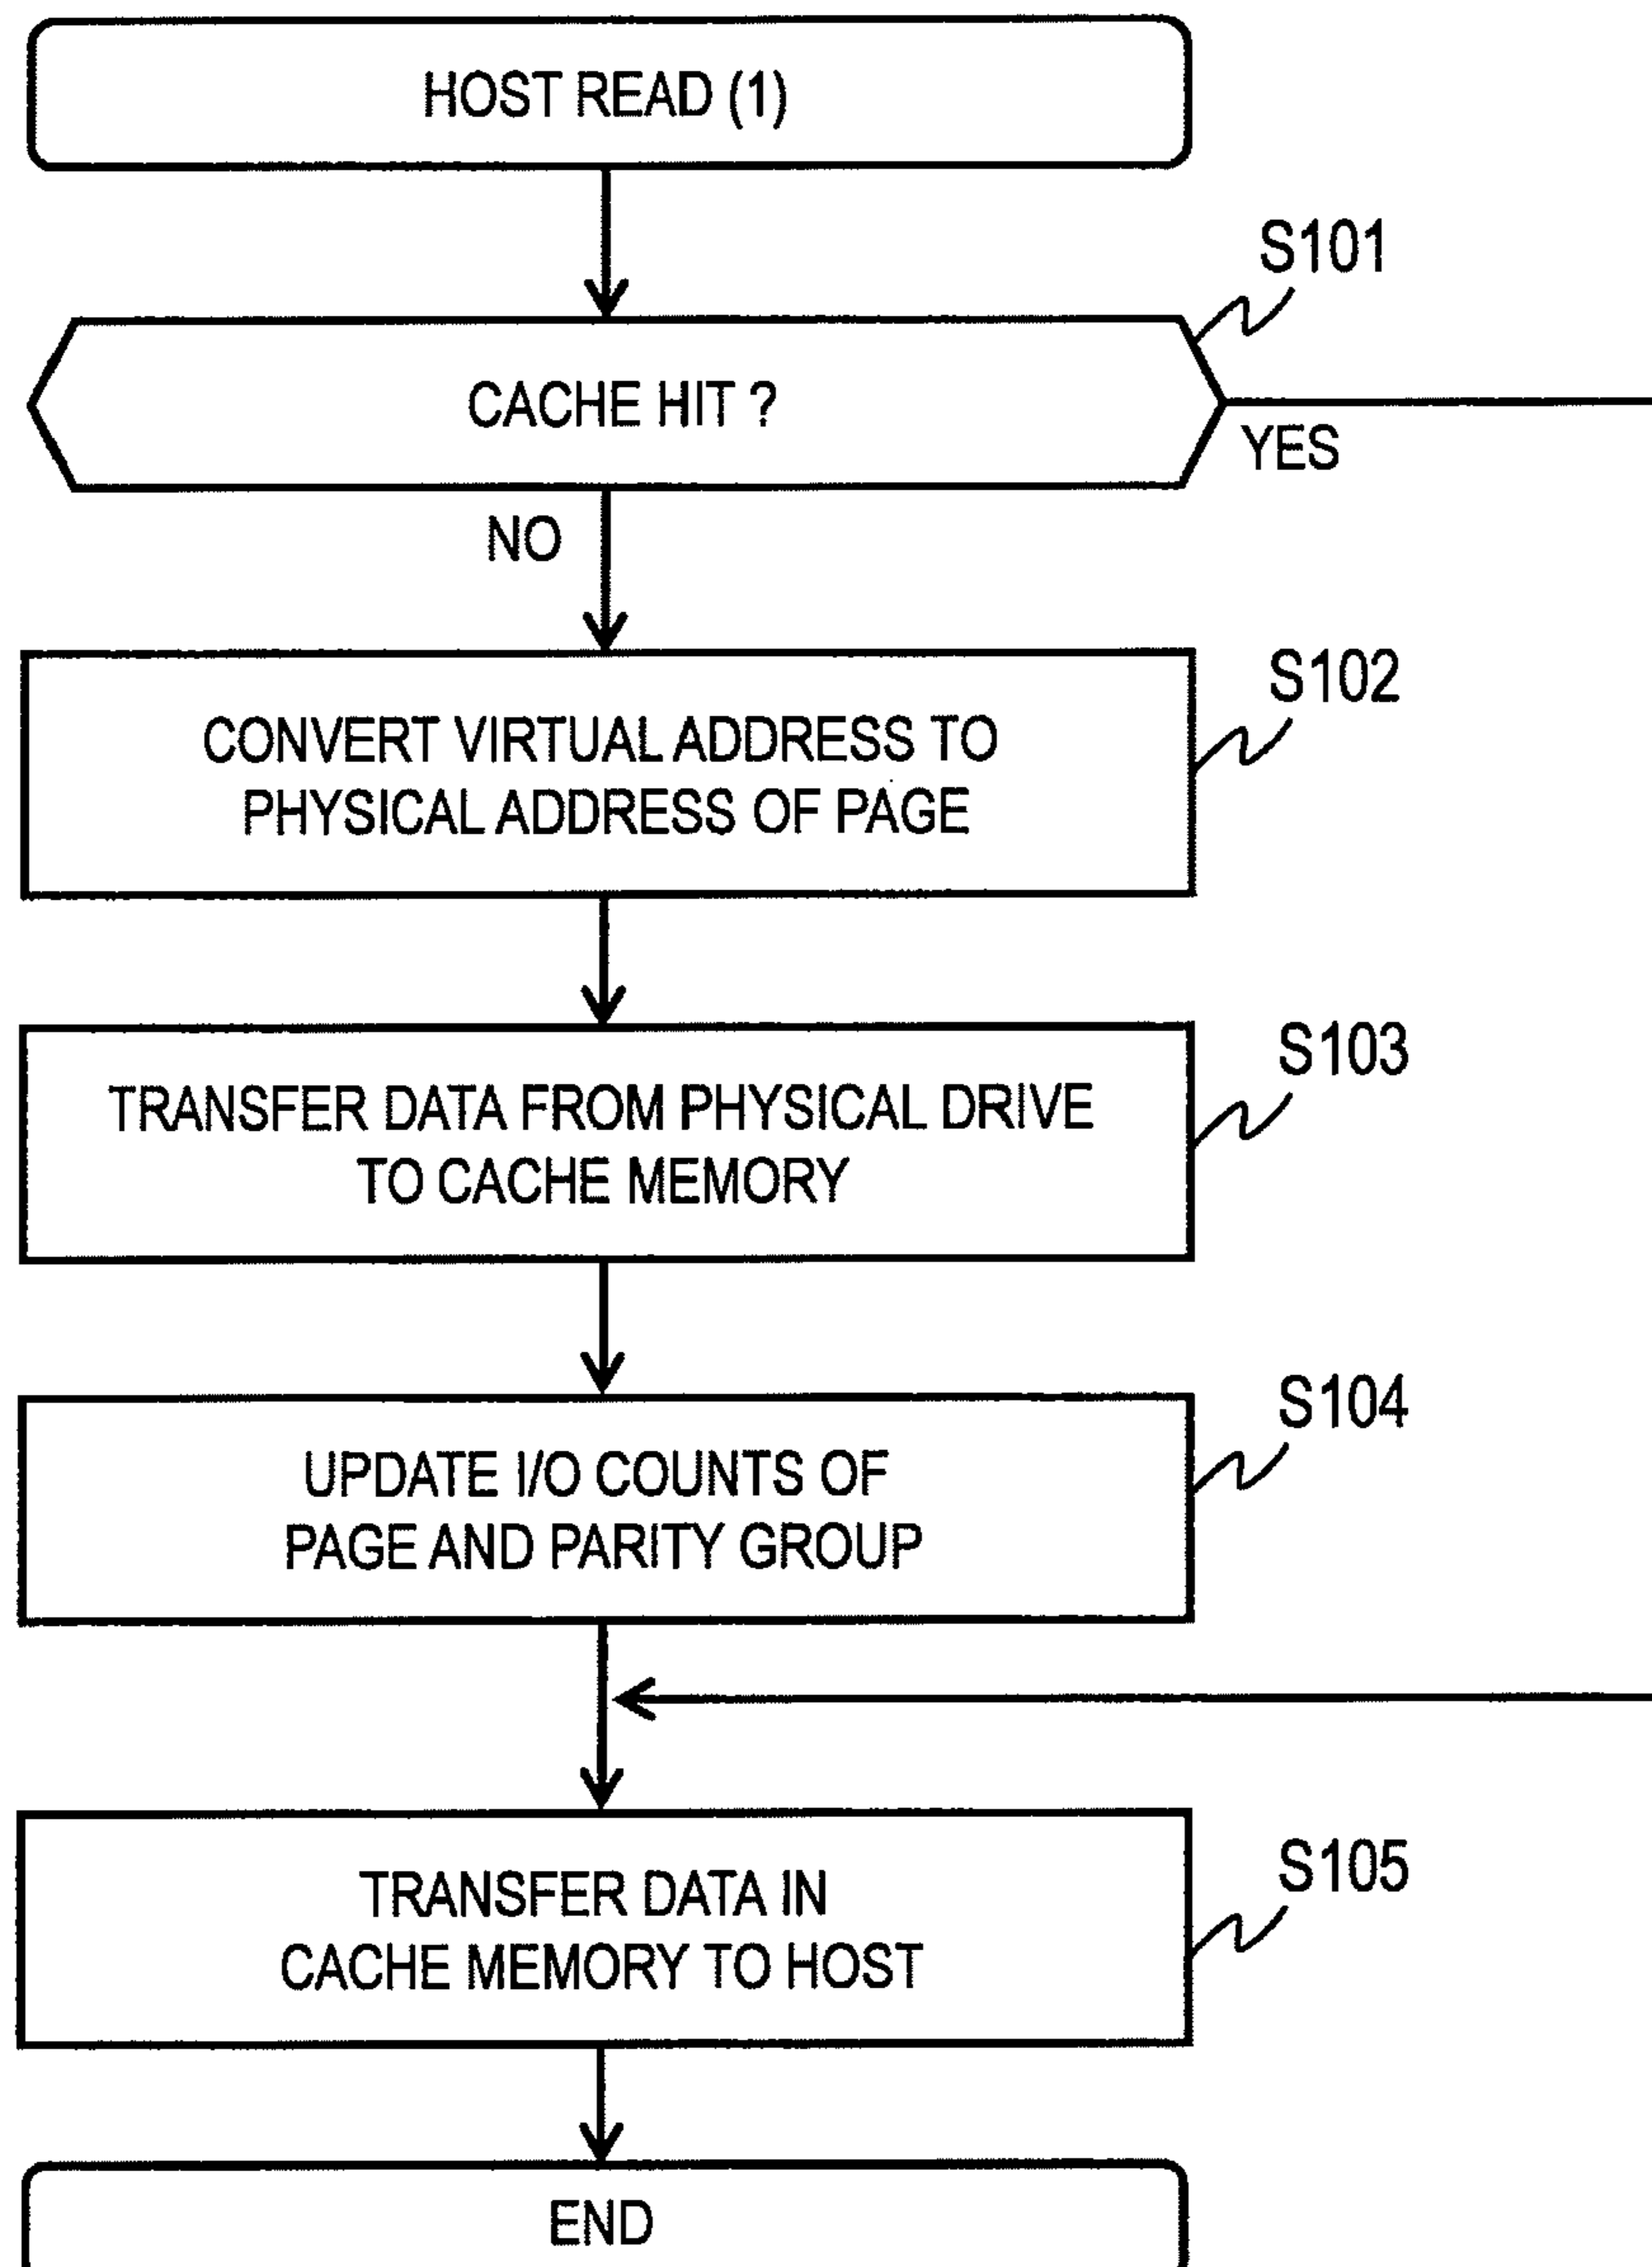 HOST READ (1)
S101
CACHE HIT ?
YES
NO
S102
CONVERT VIRTUAL ADDRESS TO
PHYSICAL ADDRESS OF PAGE
S103
TRANSFER DATA FROM PHYSICAL DRIVE
TO CACHE MEMORY
S104
UPDATE I/O COUNTS OF
PAGE AND PARITY GROUP
S105
TRANSFER DATA IN
CACHE MEMORY TO HOST
END